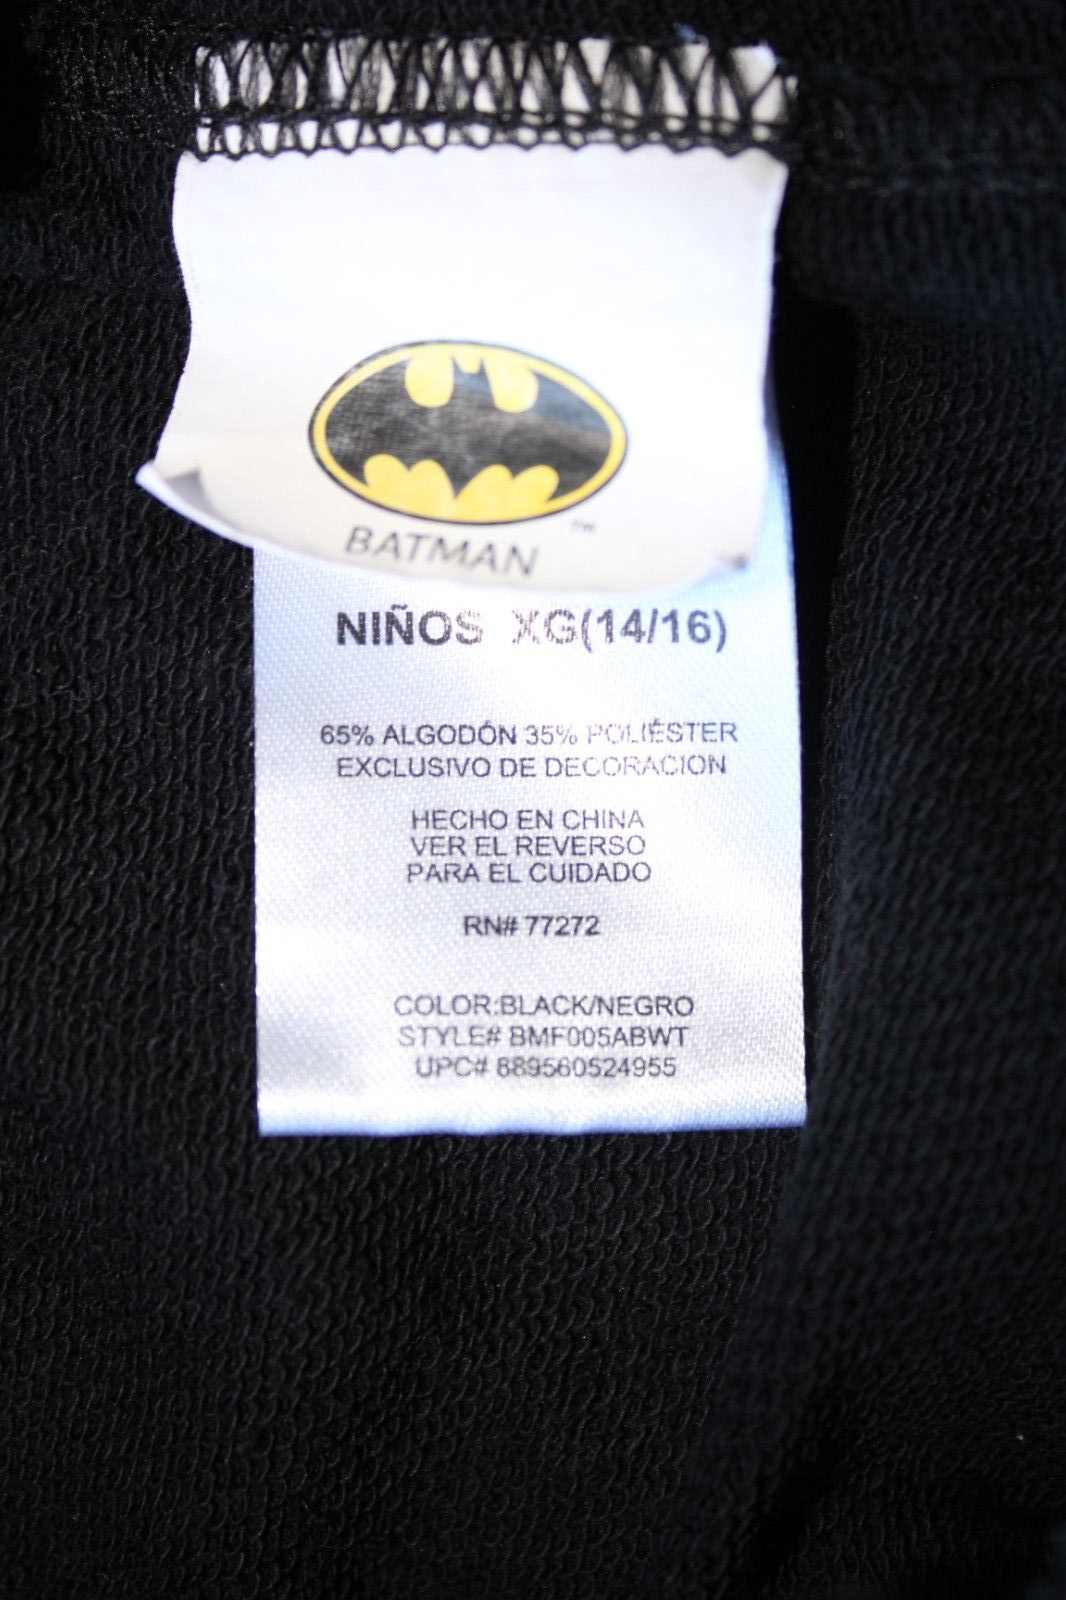 TM
BATMAN
NIÑOS XG(14/16)
65% ALGODÓN 35% POLIÉSTER
EXCLUSIVO DE DECORACION
HECHO EN CHINA
VER EL REVERSO
PARA EL CUIDADO
RN# 77272
COLOR:BLACK/NEGRO
STYLE# BMF005ABWT
UPC# 889560524955